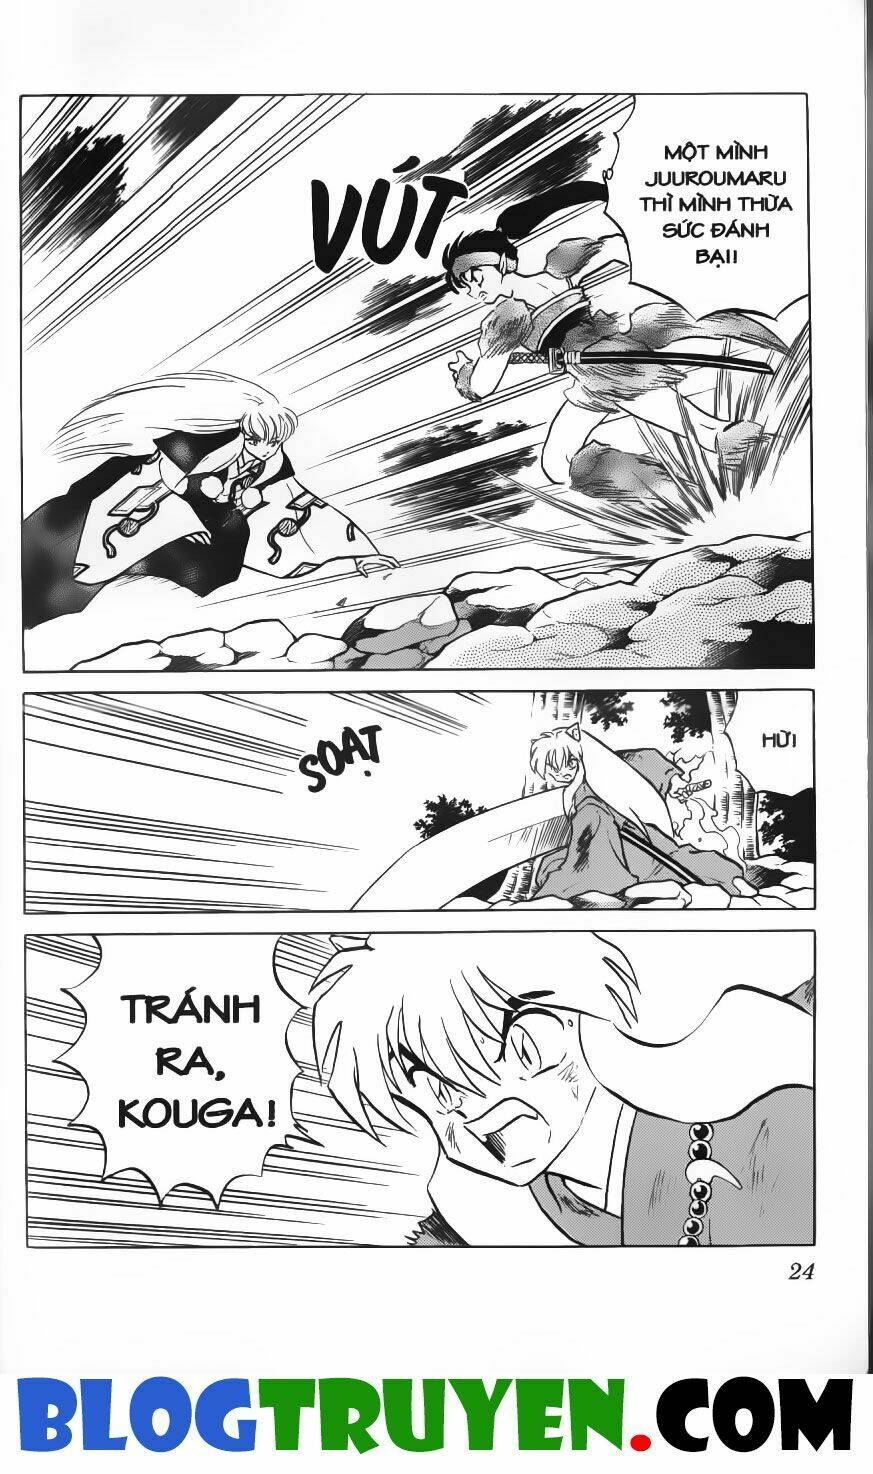 VÚT
MỘT MÌNH
JUUROUMARU
THÌ MÌNH THỪA
SỨC ĐÁNH
BẠI!
SOẠT
HỪ!
TRÁNH
RA,
KOUGA!
24
BLOGTRUYEN.COM